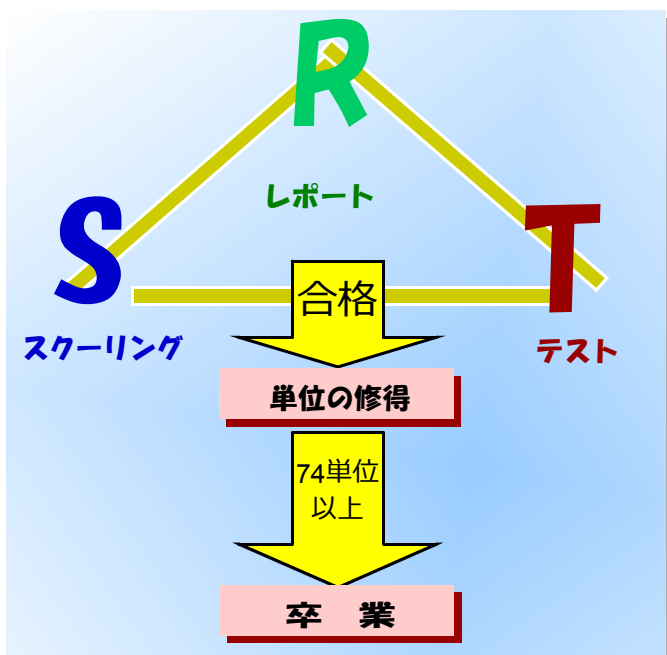 R
レポート
S
T
合格
スクーリング
テスト
単位の修得
74単位
以上
卒　業